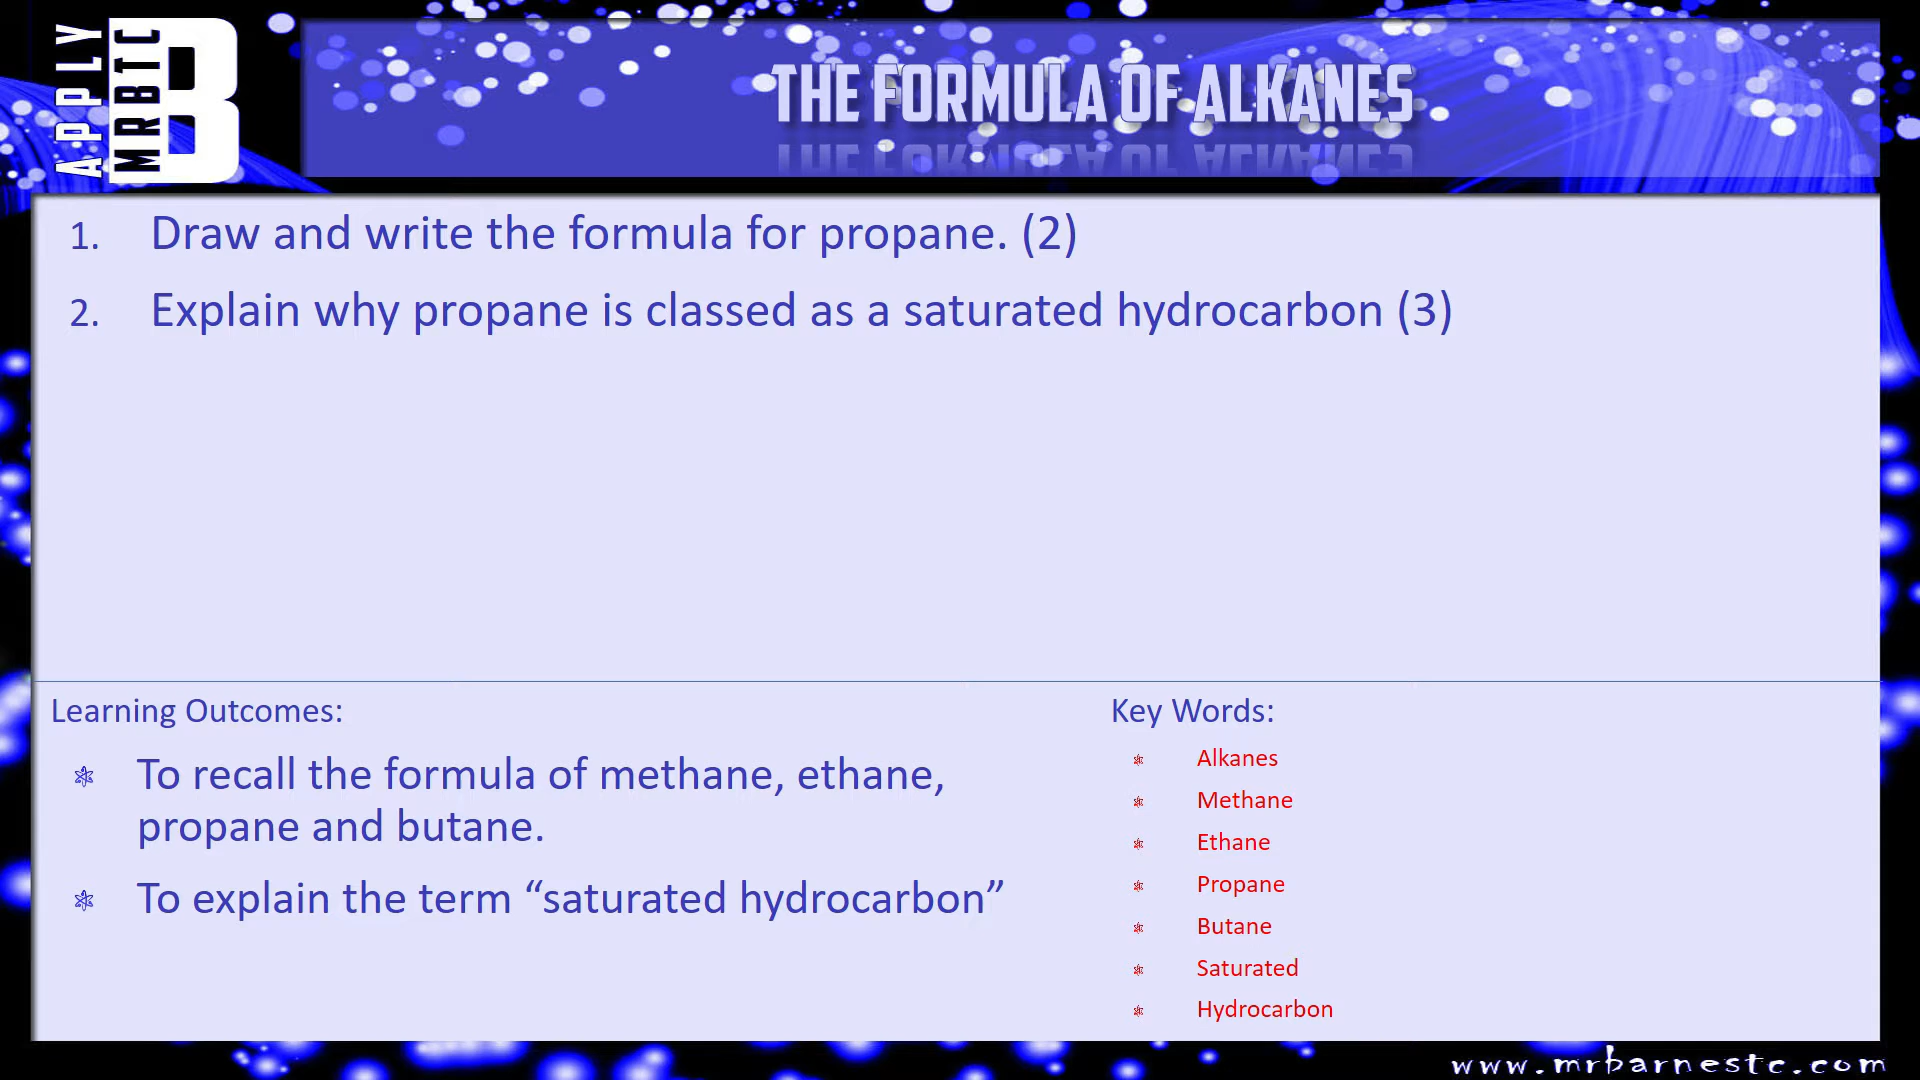 APPLY
MRBTC
B
THE FORMULA OF ALKANES
1. Draw and write the formula for propane. (2)
2. Explain why propane is classed as a saturated hydrocarbon (3)
Learning Outcomes:
To recall the formula of methane, ethane,
propane and butane.
To explain the term “saturated hydrocarbon”
Key Words:
Alkanes
Methane
Ethane
Propane
Butane
Saturated
Hydrocarbon
www.mrbarnestc.com